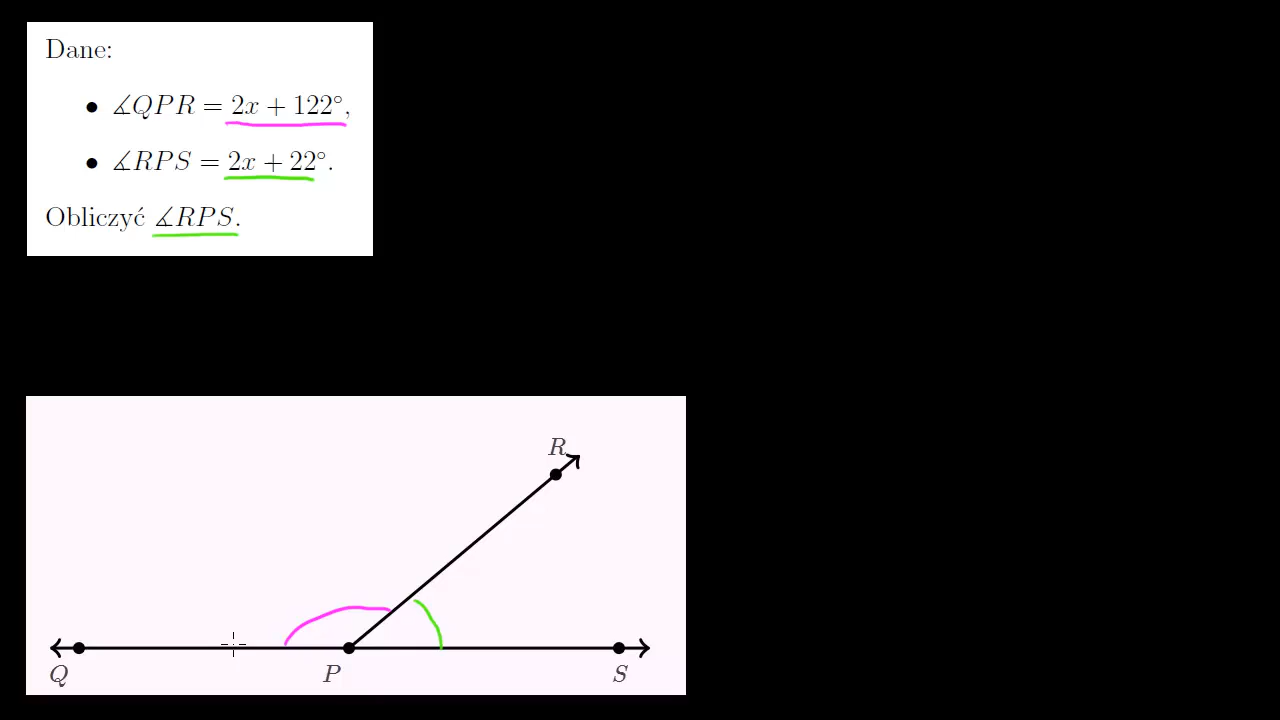 Dane:
• ∡QPR = 2x + 122°,
• ∡RPS = 2x + 22°.
Obliczyć ∡RPS.
R
Q P S